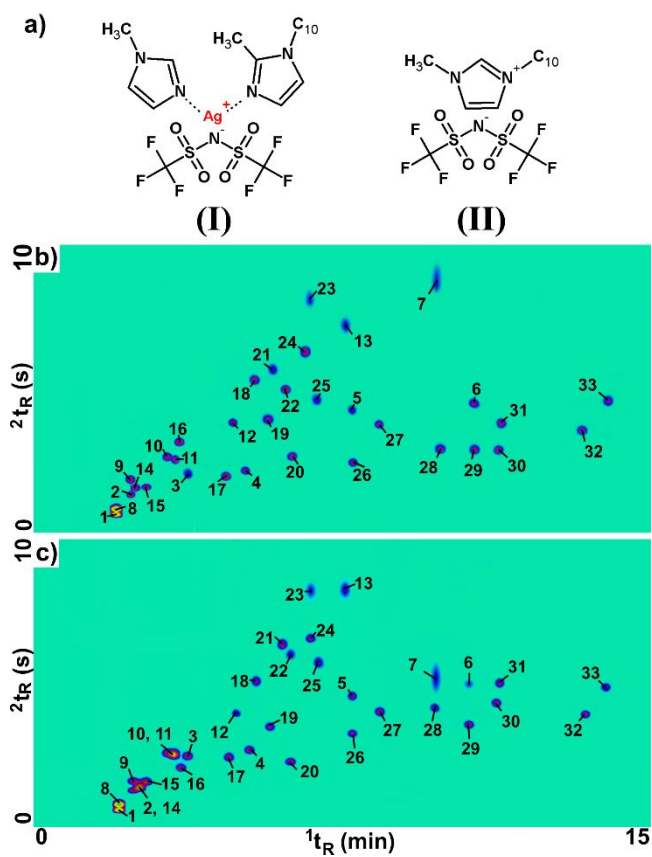 a)
H3C C10
H3C N
N N N
Ag+
O O
N-
S S
O O
F F
F F
F F
(I)
C10
H3C
N N+
O O
N-
S S
O O
F F
F F
F F
(II)
b)
10
2tR (s)
0
23
7
13
24
21
18
22
25
5
6
33
16
12
19
27
31
32
10
11
9
14
3
20
26
28
29
30
2
15
17
4
8
1
c)
10
2tR (s)
0
23
13
21
24
22
18
25
7
6
31
33
5
12
19
27
28
30
32
10, 11
3
26
29
9
15
16
17
4
20
8
2, 14
1
0
1tR (min)
15